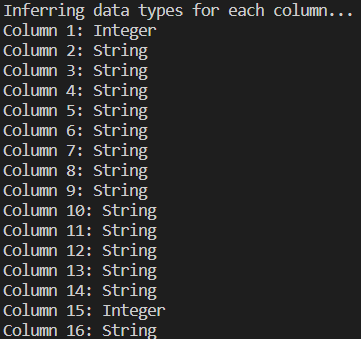 Inferring data types for each column...
Column 1: Integer
Column 2: String
Column 3: String
Column 4: String
Column 5: String
Column 6: String
Column 7: String
Column 8: String
Column 9: String
Column 10: String
Column 11: String
Column 12: String
Column 13: String
Column 14: String
Column 15: Integer
Column 16: String